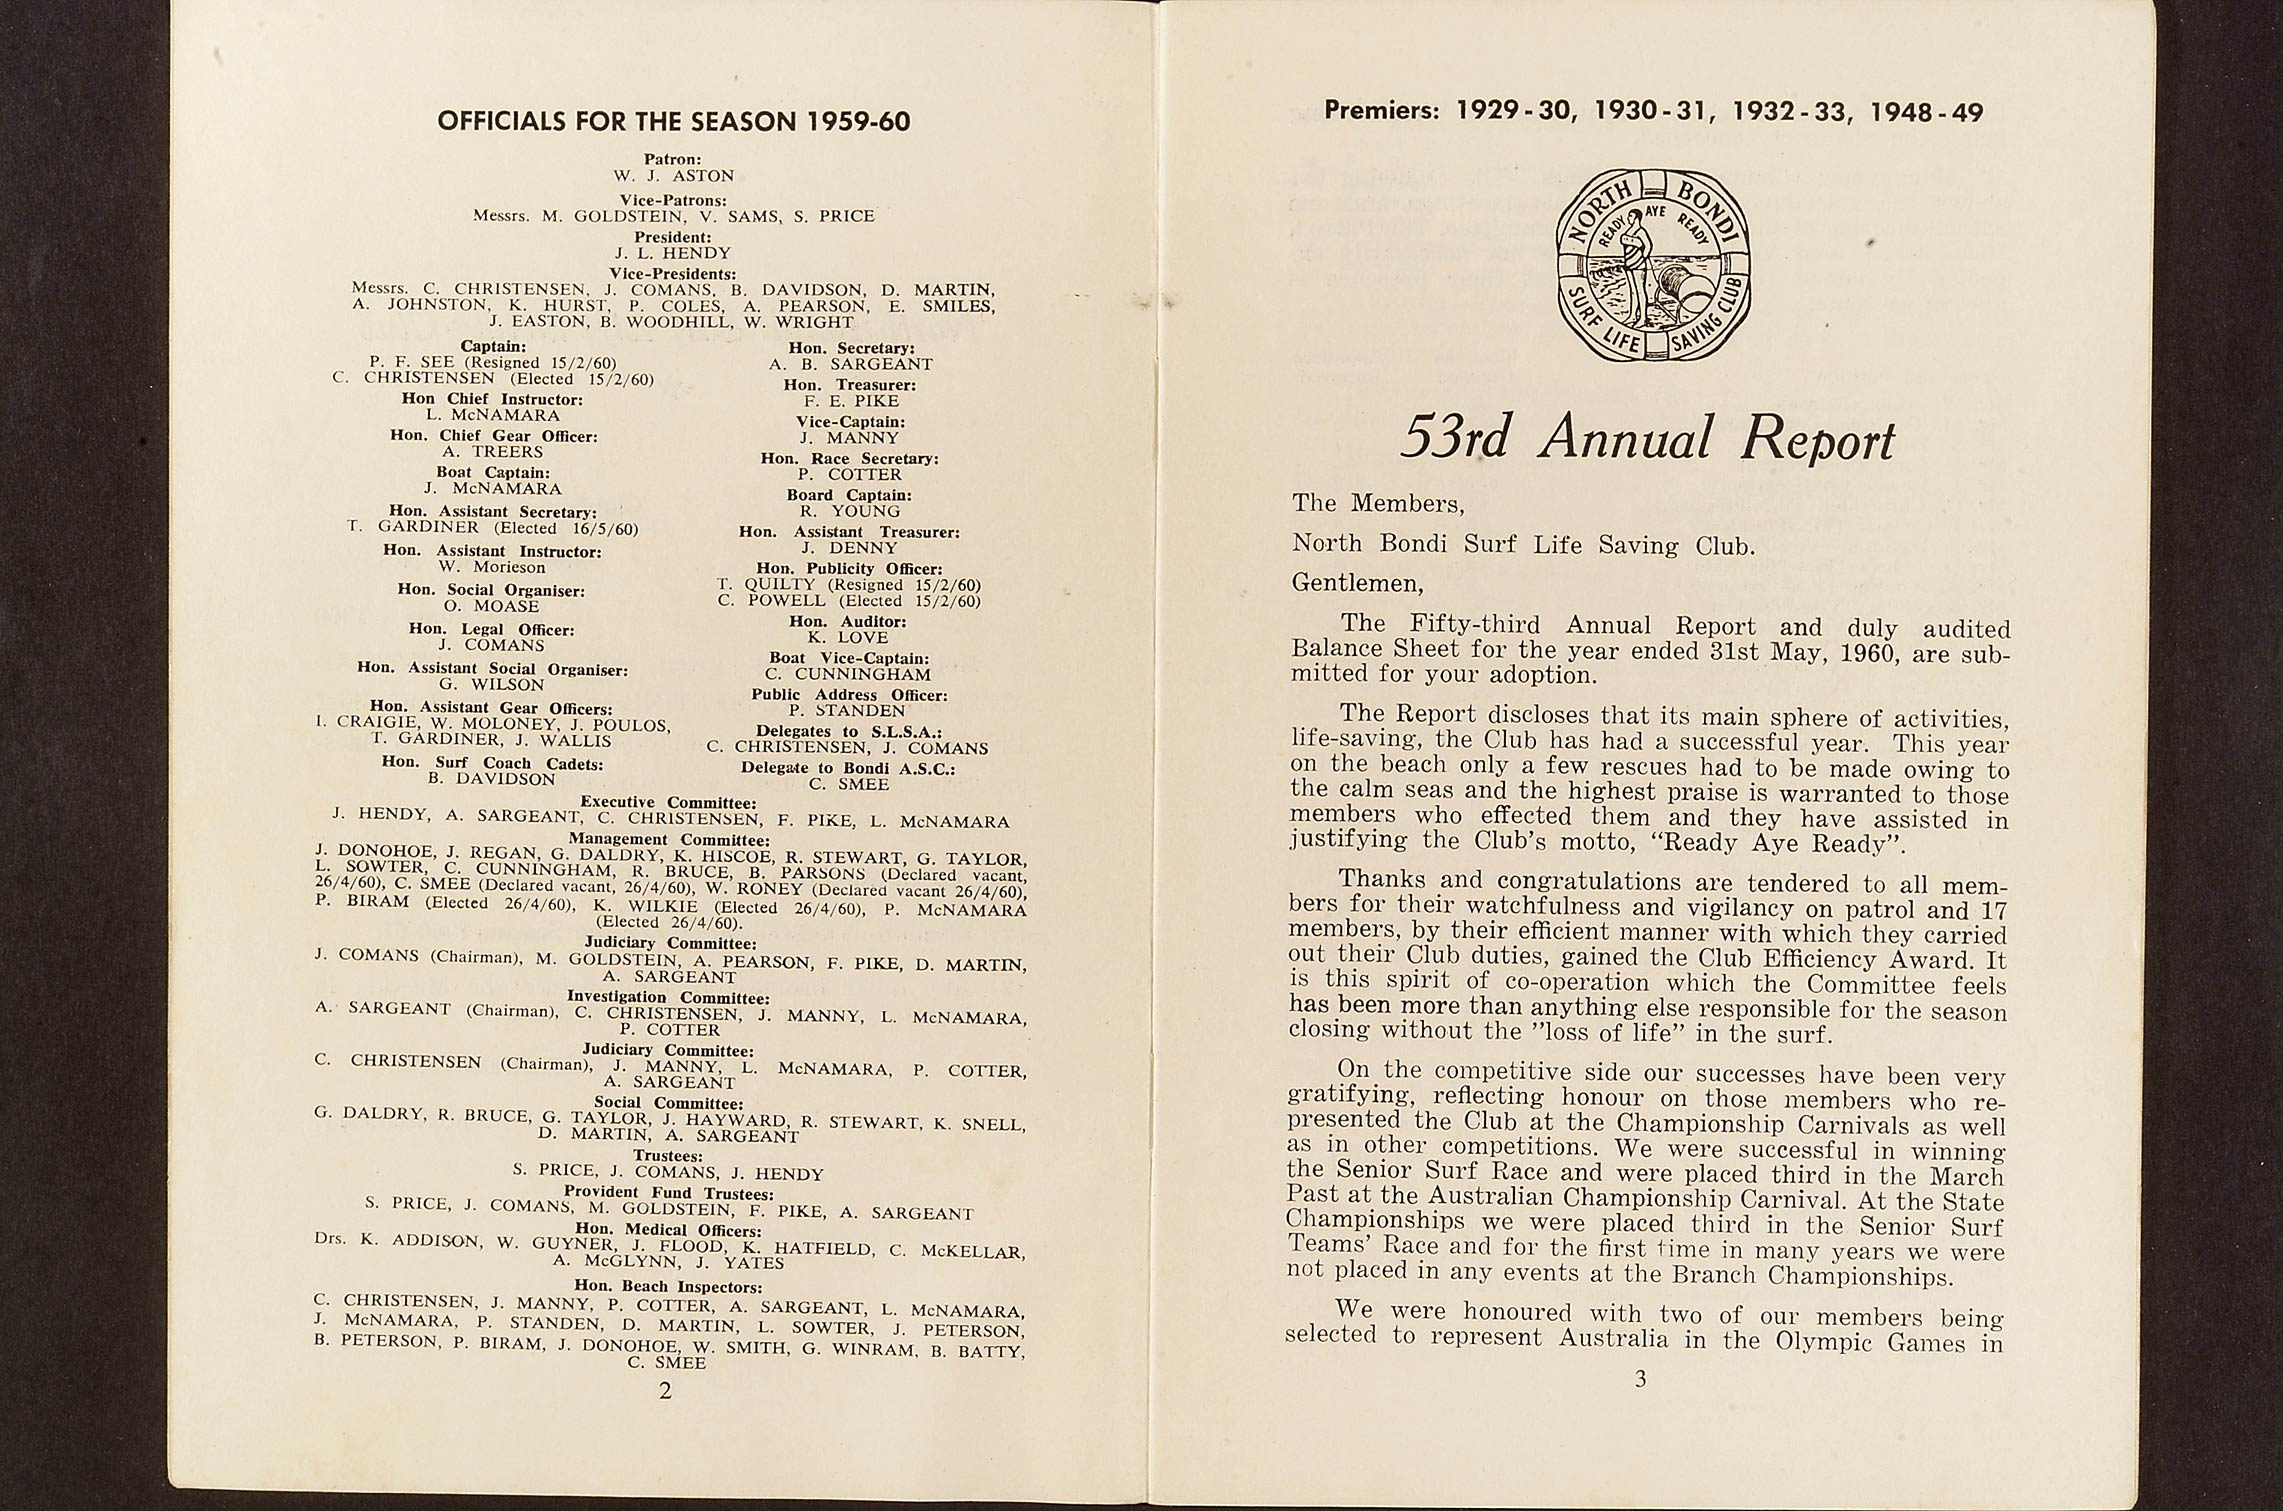 OFFICIALS FOR THE SEASON 1959-60
Patron:
W. J. ASTON
Vice-Patrons:
Messrs. M. GOLDSTEIN, V. SAMS, S. PRICE
President:
J. L. HENDY
Vice-Presidents:
Messrs. C. CHRISTENSEN, J. COMANS, B. DAVIDSON, D. MARTIN,
A. JOHNSTON, K. HURST, P. COLES, A. PEARSON, E. SMILES,
J. EASTON, B. WOODHILL, W. WRIGHT
Captain:
P. F. SEE (Resigned 15/2/60)
C. CHRISTENSEN (Elected 15/2/60)
Hon Chief Instructor:
L. McNAMARA
Hon. Chief Gear Officer:
A. TREERS
Boat Captain:
J. McNAMARA
Hon. Assistant Secretary:
T. GARDINER (Elected 16/5/60)
Hon. Assistant Instructor:
W. Morieson
Hon. Social Organiser:
O. MOASE
Hon. Legal Officer:
J. COMANS
Hon. Assistant Social Organiser:
G. WILSON
Hon. Assistant Gear Officers:
I. CRAIGIE, W. MOLONEY, J. POULOS,
T. GARDINER, J. WALLIS
Hon. Surf Coach Cadets:
B. DAVIDSON
Hon. Secretary:
A. B. SARGEANT
Hon. Treasurer:
F. E. PIKE
Vice-Captain:
J. MANNY
Hon. Race Secretary:
P. COTTER
Board Captain:
R. YOUNG
Hon. Assistant Treasurer:
J. DENNY
Hon. Publicity Officer:
T. QUILTY (Resigned 15/2/60)
C. POWELL (Elected 15/2/60)
Hon. Auditor:
K. LOVE
Boat Vice-Captain:
C. CUNNINGHAM
Public Address Officer:
P. STANDEN
Delegates to S.L.S.A.:
C. CHRISTENSEN, J. COMANS
Delegate to Bondi A.S.C.:
C. SMEE
Executive Committee:
J. HENDY, A. SARGEANT, C. CHRISTENSEN, F. PIKE, L. McNAMARA
Management Committee:
J. DONOHOE, J. REGAN, G. DALDRY, K. HISCOE, R. STEWART, G. TAYLOR,
L. SOWTER, C. CUNNINGHAM, R. BRUCE, B. PARSONS (Declared vacant,
26/4/60), C. SMEE (Declared vacant, 26/4/60), W. RONEY (Declared vacant 26/4/60),
P. BIRAM (Elected 26/4/60), K. WILKIE (Elected 26/4/60), P. McNAMARA
(Elected 26/4/60).
Judiciary Committee:
J. COMANS (Chairman), M. GOLDSTEIN, A. PEARSON, F. PIKE, D. MARTIN,
A. SARGEANT
Investigation Committee:
A. SARGEANT (Chairman), C. CHRISTENSEN, J. MANNY, L. McNAMARA,
P. COTTER
Judiciary Committee:
C. CHRISTENSEN (Chairman), J. MANNY, L. McNAMARA, P. COTTER,
A. SARGEANT
Social Committee:
G. DALDRY, R. BRUCE, G. TAYLOR, J. HAYWARD, R. STEWART, K. SNELL,
D. MARTIN, A. SARGEANT
Trustees:
S. PRICE, J. COMANS, J. HENDY
Provident Fund Trustees:
S. PRICE, J. COMANS, M. GOLDSTEIN, F. PIKE, A. SARGEANT
Hon. Medical Officers:
Drs. K. ADDISON, W. GUYNER, J. FLOOD, K. HATFIELD, C. McKELLAR,
A. McGLYNN, J. YATES
Hon. Beach Inspectors:
C. CHRISTENSEN, J. MANNY, P. COTTER, A. SARGEANT, L. McNAMARA,
J. McNAMARA, P. STANDEN, D. MARTIN, L. SOWTER, J. PETERSON,
B. PETERSON, P. BIRAM, J. DONOHOE, W. SMITH, G. WINRAM, B. BATTY,
C. SMEE
2
Premiers: 1929-30, 1930-31, 1932-33, 1948-49
NORTH BONDI
READY AYE READY
SURF LIFE SAVING CLUB
53rd Annual Report
The Members,
North Bondi Surf Life Saving Club.
Gentlemen,
The Fifty-third Annual Report and duly audited
Balance Sheet for the year ended 31st May, 1960, are sub-
mitted for your adoption.
The Report discloses that its main sphere of activities,
life-saving, the Club has had a successful year. This year
on the beach only a few rescues had to be made owing to
the calm seas and the highest praise is warranted to those
members who effected them and they have assisted in
justifying the Club's motto, "Ready Aye Ready".
Thanks and congratulations are tendered to all mem-
bers for their watchfulness and vigilancy on patrol and 17
members, by their efficient manner with which they carried
out their Club duties, gained the Club Efficiency Award. It
is this spirit of co-operation which the Committee feels
has been more than anything else responsible for the season
closing without the "loss of life" in the surf.
On the competitive side our successes have been very
gratifying, reflecting honour on those members who re-
presented the Club at the Championship Carnivals as well
as in other competitions. We were successful in winning
the Senior Surf Race and were placed third in the March
Past at the Australian Championship Carnival. At the State
Championships we were placed third in the Senior Surf
Teams' Race and for the first time in many years we were
not placed in any events at the Branch Championships.
We were honoured with two of our members being
selected to represent Australia in the Olympic Games in
3